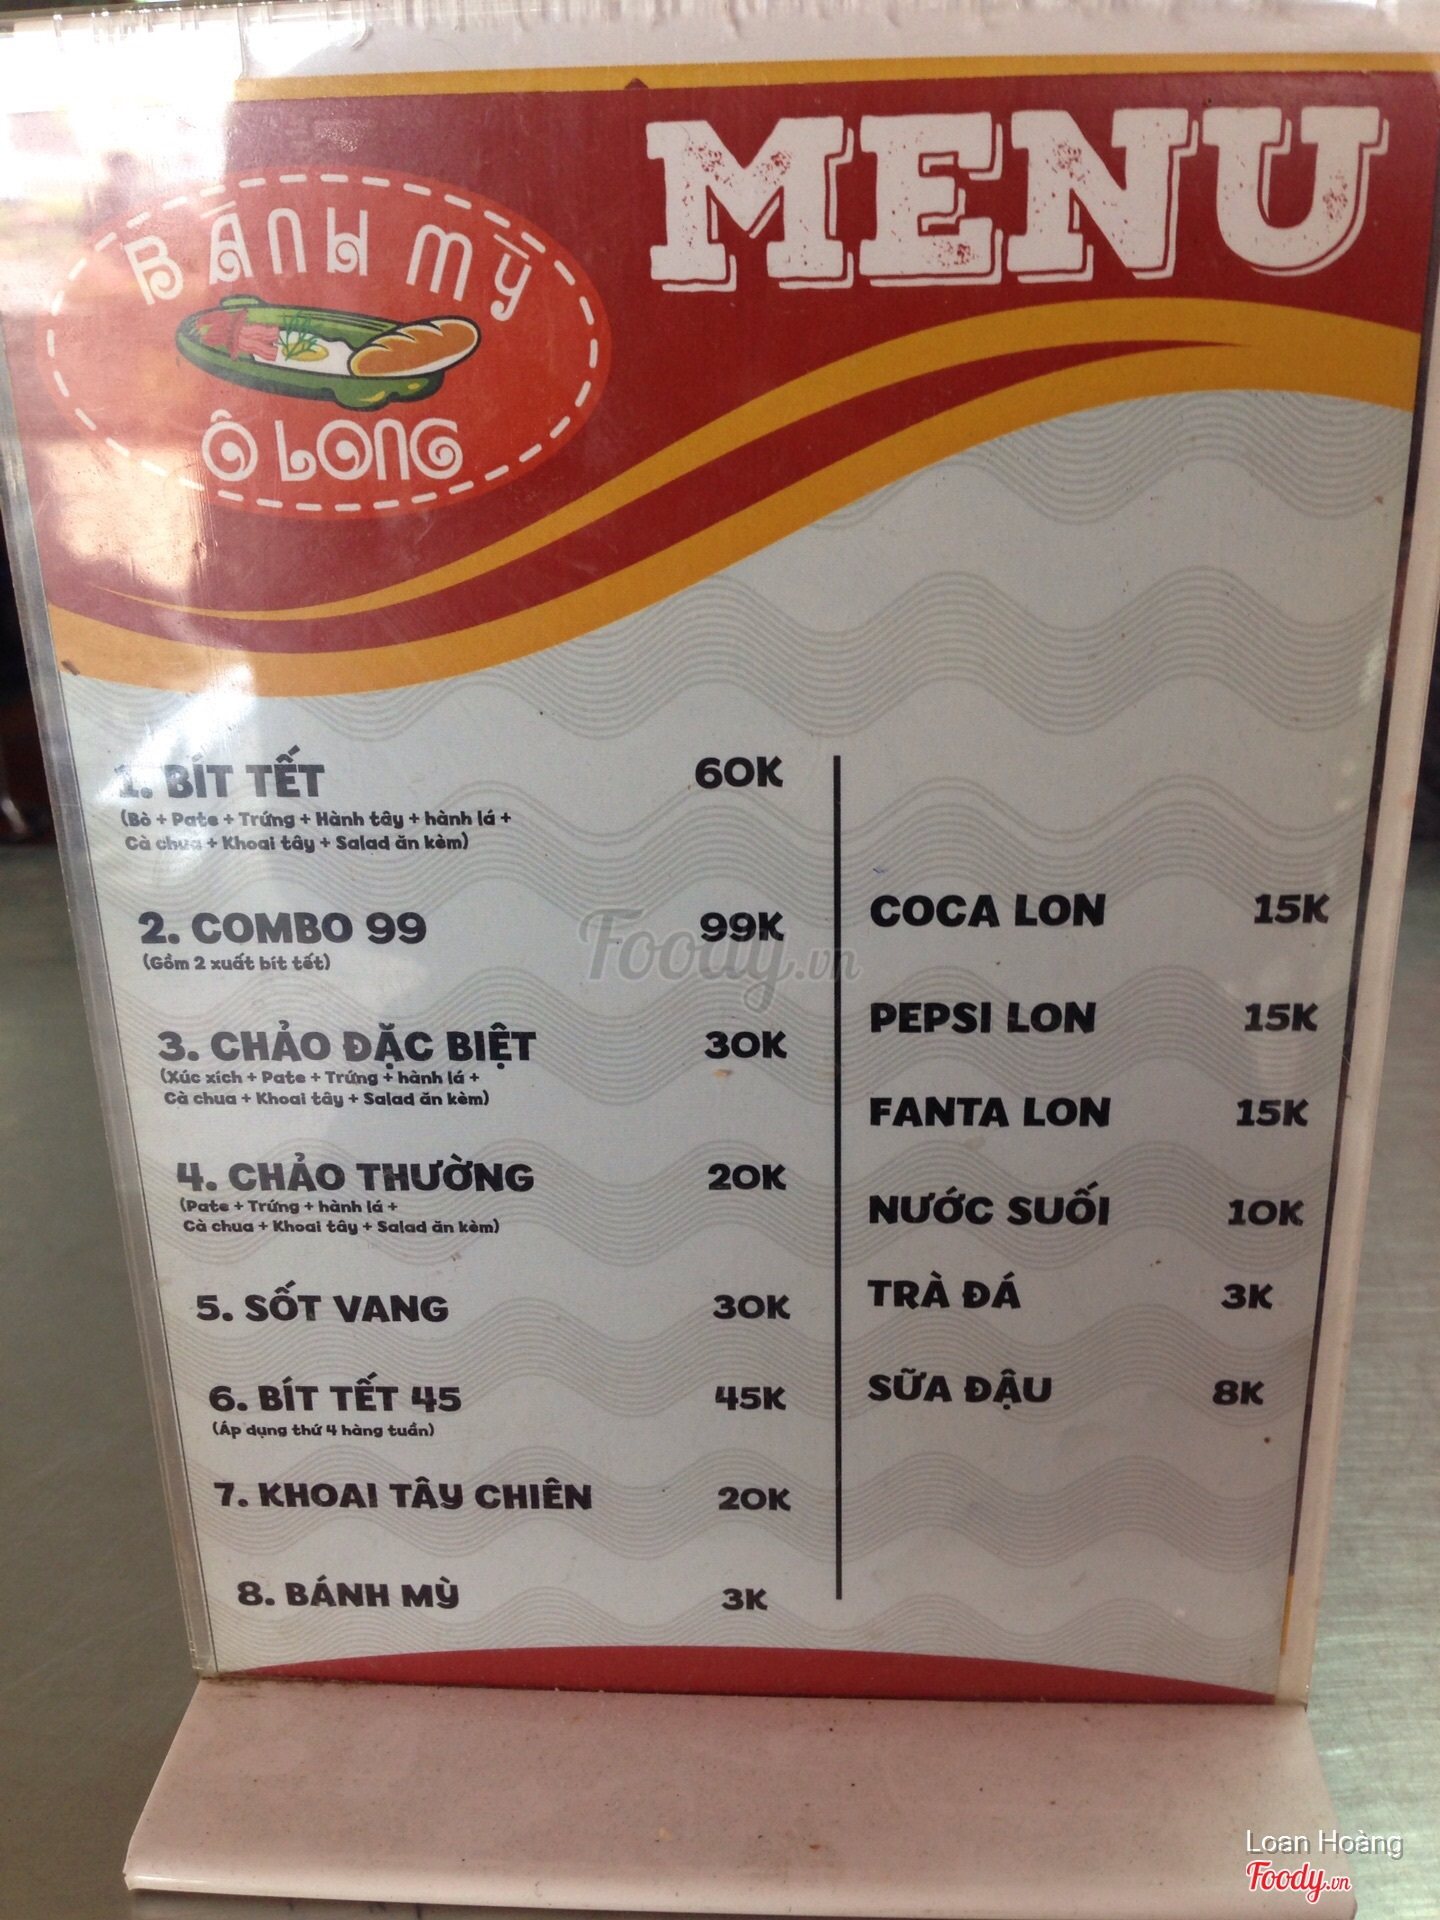 BÁNH MỲ
Ô LONG
MENU
1. BÍT TẾT 60K
(Bò + Pate + Trứng + Hành tây + hành lá +
Cà chua + Khoai tây + Salad ăn kèm)
2. COMBO 99 99K
(Gồm 2 xuất bít tết)
3. CHẢO ĐẶC BIỆT 30K
(Xúc xích + Pate + Trứng + hành lá +
Cà chua + Khoai tây + Salad ăn kèm)
4. CHẢO THƯỜNG 20K
(Pate + Trứng + hành lá +
Cà chua + Khoai tây + Salad ăn kèm)
5. SỐT VANG 30K
6. BÍT TẾT 45 45K
(Áp dụng thứ 4 hàng tuần)
7. KHOAI TÂY CHIÊN 20K
8. BÁNH MỲ 3K
COCA LON 15K
PEPSI LON 15K
FANTA LON 15K
NƯỚC SUỐI 10K
TRÀ ĐÁ 3K
SỮA ĐẬU 8K
Foody.vn
Loan Hoàng
Foody.vn